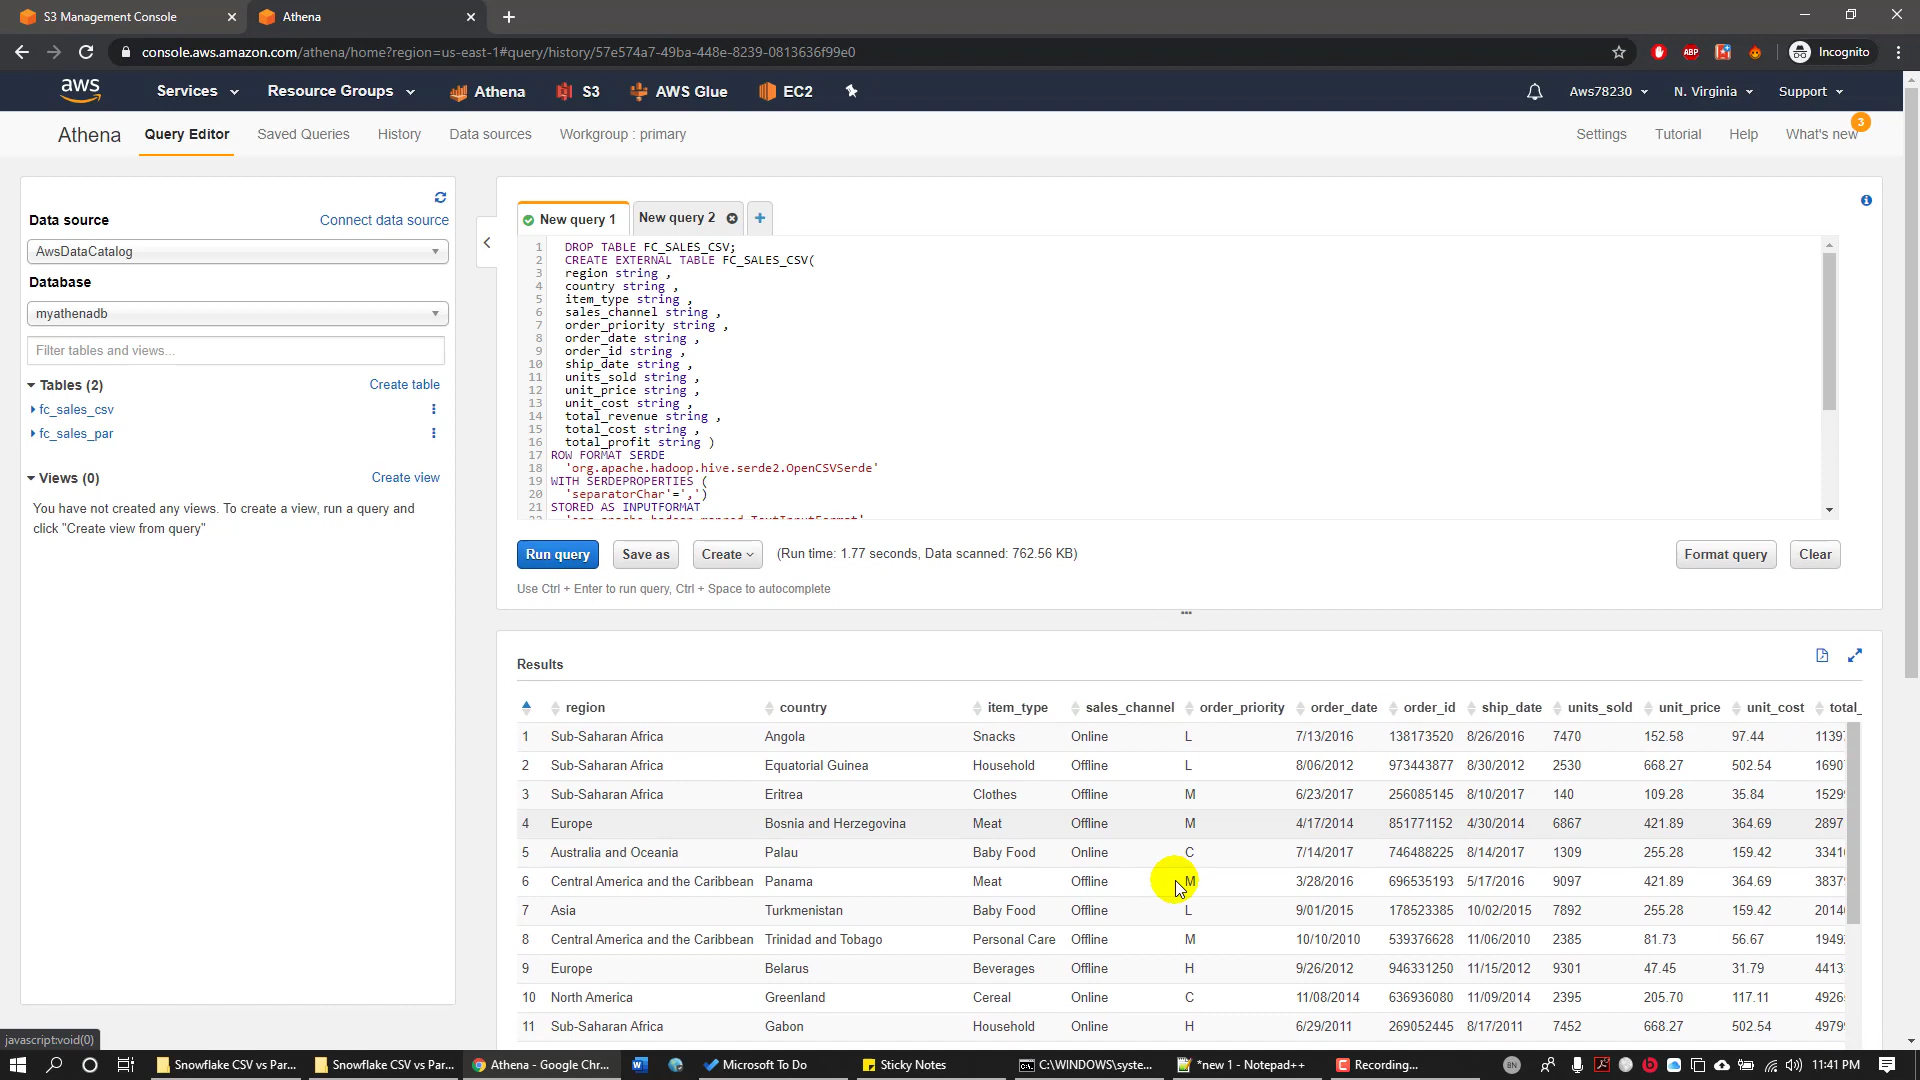 S3 Management Console
Athena
console.aws.amazon.com/athena/home?region=us-east-1#query/history/57e574a7-49ba-448e-8239-0813636f99e0
ABP
Incognito
aws
Services
Resource Groups
Athena
S3
AWS Glue
EC2
Aws78230
N. Virginia
Support
Athena
Query Editor
Saved Queries
History
Data sources
Workgroup : primary
Settings
Tutorial
Help
What's new
3
Data source
Connect data source
AwsDataCatalog
Database
myathenadb
Filter tables and views...
Tables (2)
Create table
fc_sales_csv
fc_sales_par
Views (0)
Create view
You have not created any views. To create a view, run a query and
click "Create view from query"
New query 1
New query 2
1 DROP TABLE FC_SALES_CSV;
2 CREATE EXTERNAL TABLE FC_SALES_CSV(
3 region string ,
4 country string ,
5 item_type string ,
6 sales_channel string ,
7 order_priority string ,
8 order_date string ,
9 order_id string ,
10 ship_date string ,
11 units_sold string ,
12 unit_price string ,
13 unit_cost string ,
14 total_revenue string ,
15 total_cost string ,
16 total_profit string )
17 ROW FORMAT SERDE
18 'org.apache.hadoop.hive.serde2.OpenCSVSerde'
19 WITH SERDEPROPERTIES (
20 'separatorChar'=',')
21 STORED AS INPUTFORMAT
Run query
Save as
Create
(Run time: 1.77 seconds, Data scanned: 762.56 KB)
Format query
Clear
Use Ctrl + Enter to run query, Ctrl + Space to autocomplete
Results
region country item_type sales_channel order_priority order_date order_id ship_date units_sold unit_price unit_cost total_
1 Sub-Saharan Africa Angola Snacks Online L 7/13/2016 138173520 8/26/2016 7470 152.58 97.44 1139
2 Sub-Saharan Africa Equatorial Guinea Household Offline L 8/06/2012 973443877 8/30/2012 2530 668.27 502.54 1690
3 Sub-Saharan Africa Eritrea Clothes Offline M 6/23/2017 256085145 8/10/2017 140 109.28 35.84 1529
4 Europe Bosnia and Herzegovina Meat Offline M 4/17/2014 851771152 4/30/2014 6867 421.89 364.69 2897
5 Australia and Oceania Palau Baby Food Online C 7/14/2017 746488225 8/14/2017 1309 255.28 159.42 3341
6 Central America and the Caribbean Panama Meat Offline M 3/28/2016 696535193 5/17/2016 9097 421.89 364.69 3837
7 Asia Turkmenistan Baby Food Offline L 9/01/2015 178523385 10/02/2015 7892 255.28 159.42 2014
8 Central America and the Caribbean Trinidad and Tobago Personal Care Offline M 10/10/2010 539376628 11/06/2010 2385 81.73 56.67 1949
9 Europe Belarus Beverages Offline H 9/26/2012 946331250 11/15/2012 9301 47.45 31.79 4413
10 North America Greenland Cereal Online C 11/08/2014 636936080 11/09/2014 2395 205.70 117.11 4926
11 Sub-Saharan Africa Gabon Household Online H 6/29/2011 269052445 8/17/2011 7452 668.27 502.54 4979
javascript:void(0)
Snowflake CSV vs Par...
Snowflake CSV vs Par...
Athena - Google Chr...
Microsoft To Do
Sticky Notes
C:\WINDOWS\syste...
*new 1 - Notepad++
Recording...
BN
11:41 PM